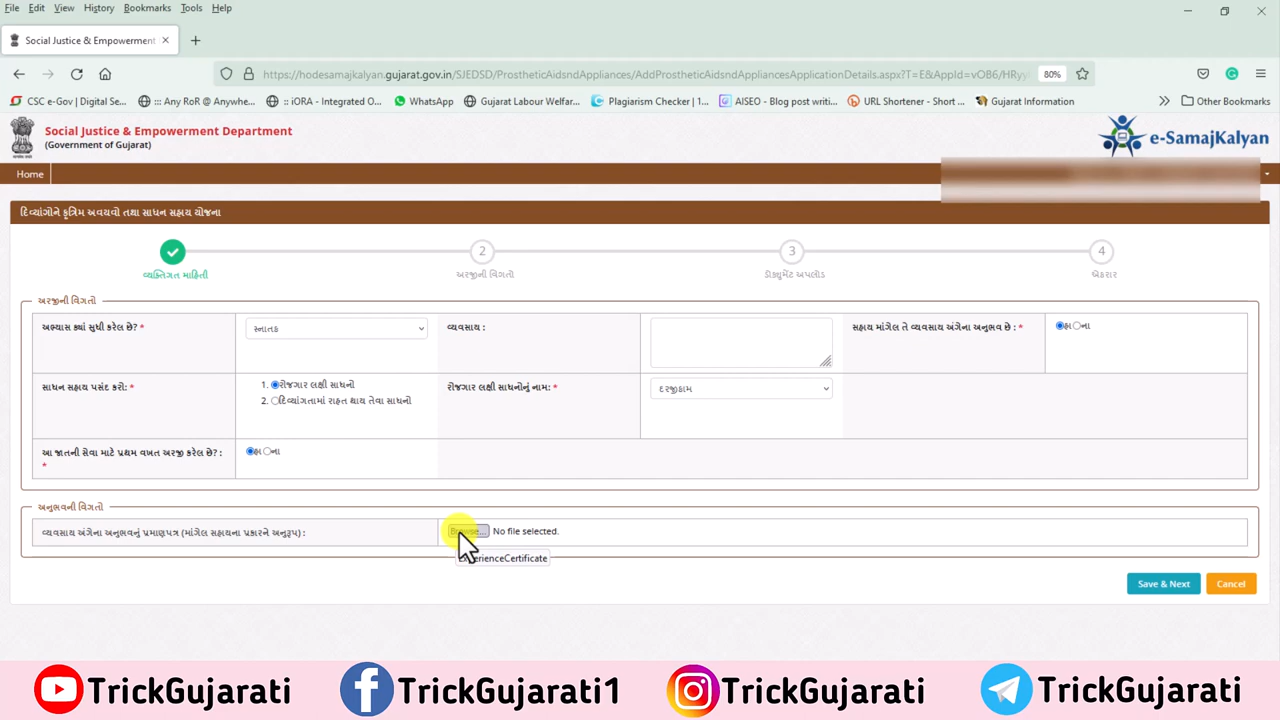 File Edit View History Bookmarks Tools Help
Social Justice & Empowerment
https://hodesamajkalyan.gujarat.gov.in/SJEDSD/ProstheticAidsndAppliances/AddProstheticAidsndAppliancesApplicationDetails.aspx?T=E&AppId=vOB6/HRy 80%
CSC e-Gov | Digital Se... ::: Any RoR @ Anywhe... :: iORA - Integrated O... WhatsApp Gujarat Labour Welfar... Plagiarism Checker | 1... AISEO - Blog post writi... URL Shortener - Short ... Gujarat Information Other Bookmarks
Social Justice & Empowerment Department
(Government of Gujarat)
e-SamajKalyan
Home
દિવ્યાંગોને કૃત્રિમ અવયવો તથા સાધન સહાય યોજના
2 3 4
વ્યક્તિગત માહિતી અરજીની વિગતો ડોક્યુમેંટ અપલોડ એકરાર
અરજીની વિગતો
અભ્યાસ ક્યાં સુધી કરેલ છે? * સ્નાતક વ્યવસાય : સહાય માંગેલ તે વ્યવસાય અંગેના અનુભવ છે : * હા ના
સાધન સહાય પસંદ કરો: * 1. રોજગાર લક્ષી સાધનો રોજગાર લક્ષી સાધનોનું નામ: * દરજીકામ
2. દિવ્યાંગતામાં રાહત થાય તેવા સાધનો
આ જાતની સેવા માટે પ્રથમ વખત અરજી કરેલ છે? : * હા ના
અનુભવની વિગતો
વ્યવસાય અંગેના અનુભવનું પ્રમાણપત્ર (માંગેલ સહાયના પ્રકારને અનુરૂપ) : Browse... No file selected.
ExperienceCertificate
Save & Next Cancel
TrickGujarati TrickGujarati1 TrickGujarati TrickGujarati